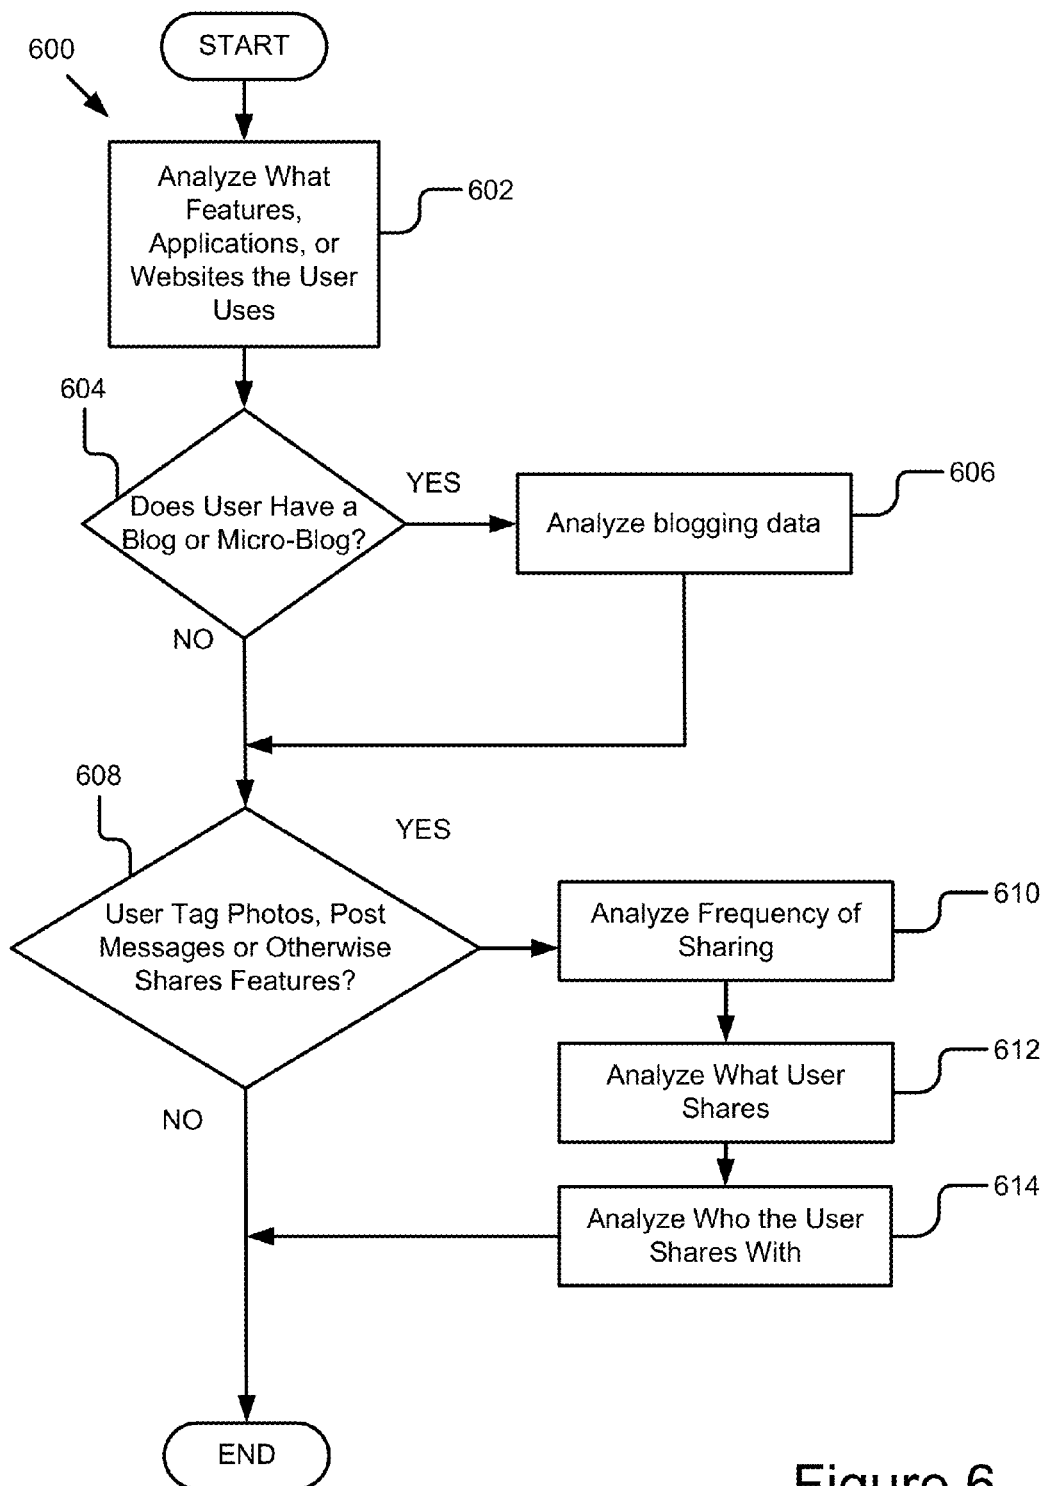 START
600
Analyze What
Features,
Applications, or
Websites the User
Uses
602
604
Does User Have a
Blog or Micro-Blog?
YES
Analyze blogging data
606
NO
608
YES
User Tag Photos, Post
Messages or Otherwise
Shares Features?
Analyze Frequency of
Sharing
610
Analyze What User
Shares
612
NO
Analyze Who the User
Shares With
614
END
Figure 6